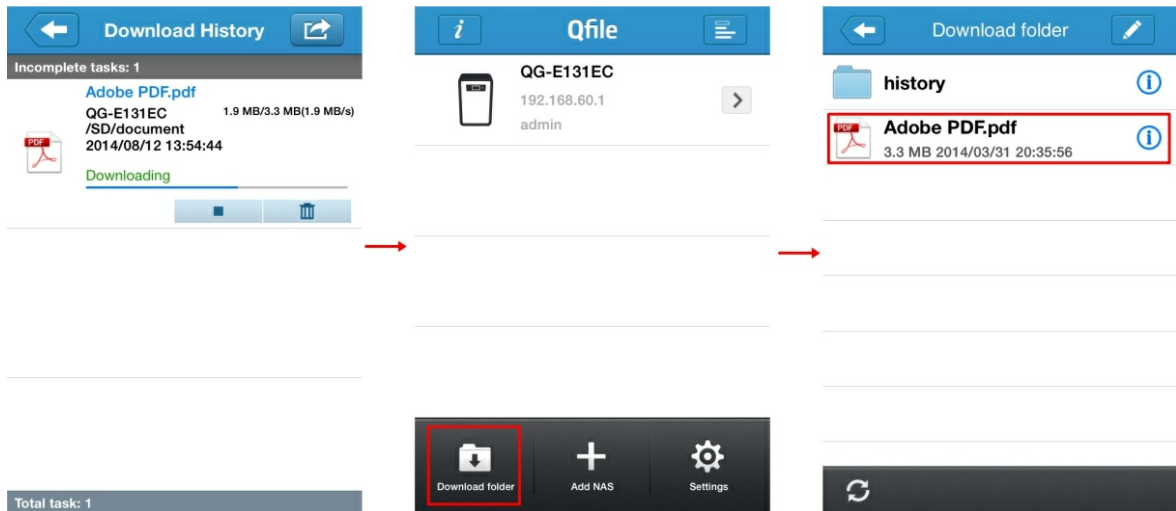 Download History
Incomplete tasks: 1
Adobe PDF.pdf
QG-E131EC 1.9 MB/3.3 MB(1.9 MB/s)
/SD/document
2014/08/12 13:54:44
Downloading
Total task: 1
i Qfile
QG-E131EC
192.168.60.1
admin
Download folder Add NAS Settings
Download folder
history
Adobe PDF.pdf
3.3 MB 2014/03/31 20:35:56
PDF
PDF